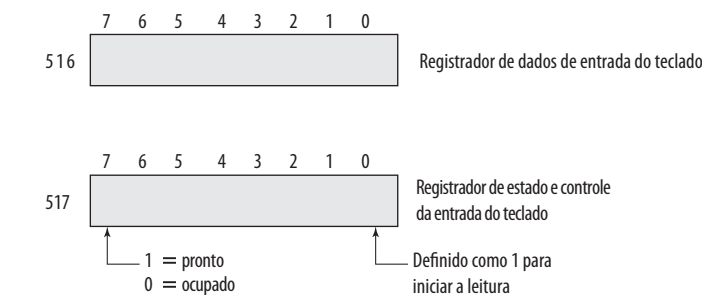 7 6 5 4 3 2 1 0
516 Registrador de dados de entrada do teclado
7 6 5 4 3 2 1 0
517 Registrador de estado e controle
da entrada do teclado
1 = pronto
0 = ocupado
Definido como 1 para
iniciar a leitura